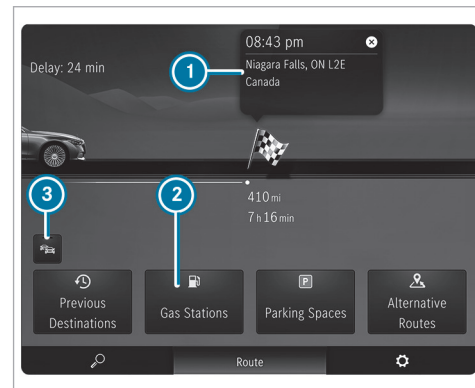 08:43 pm
Delay: 24 min
Niagara Falls, ON L2E
Canada
1
410 mi
7 h 16 min
3
2
P
Previous
Destinations
Gas Stations
Parking Spaces
Alternative
Routes
Route